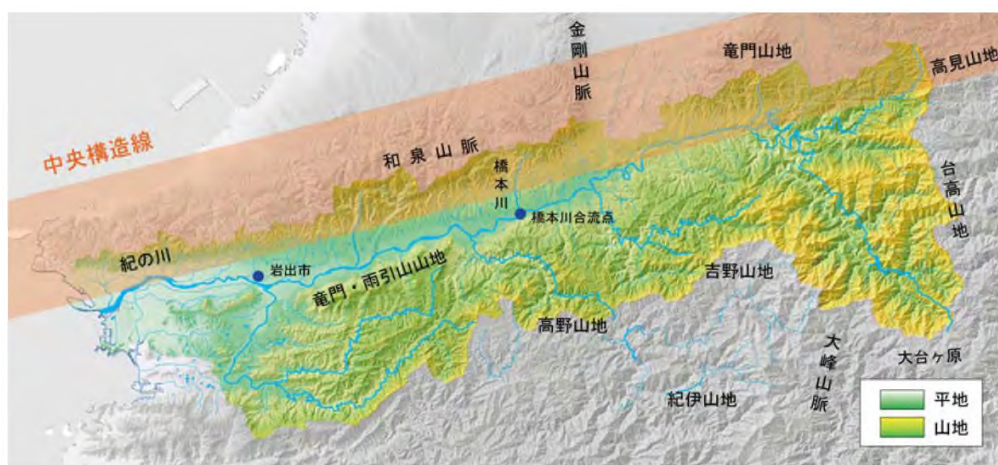 金剛山脈
竜門山地
高見山地
中央構造線
和泉山脈
橋本川
台高山地
橋本川合流点
紀の川
岩出市
竜門・雨引山山地
吉野山地
高野山地
大峰山脈
大台ヶ原
紀伊山地
平地
山地